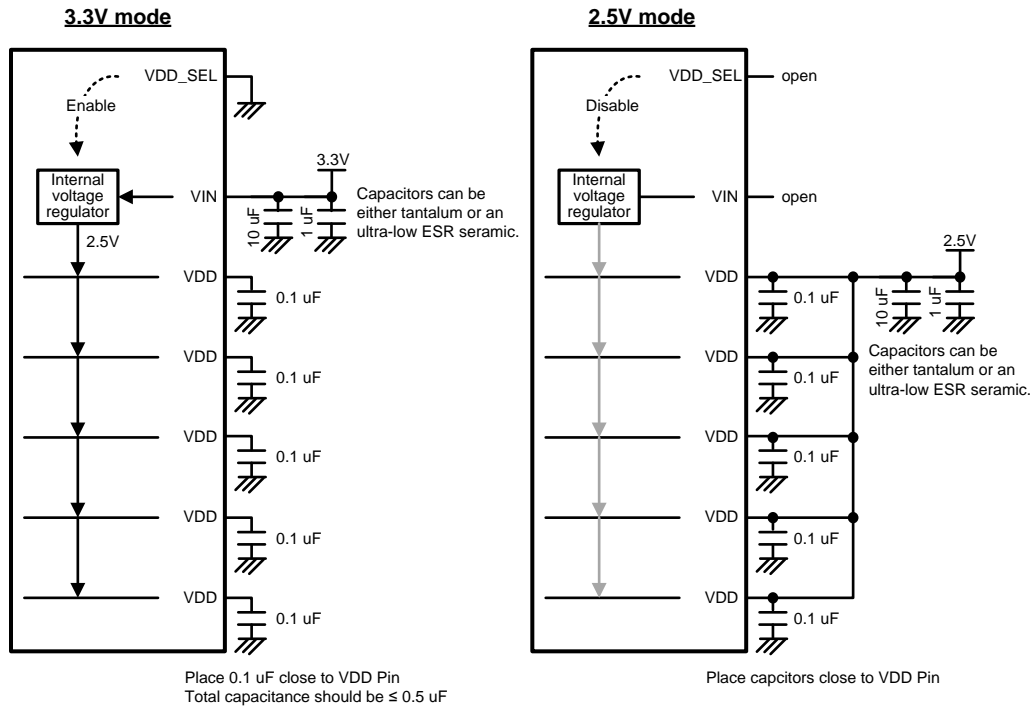 3.3V mode
VDD_SEL
Enable
Internal
voltage
regulator
VIN
3.3V
10 uF
1 uF
Capacitors can be
either tantalum or an
ultra-low ESR seramic.
2.5V
VDD
0.1 uF
VDD
0.1 uF
VDD
0.1 uF
VDD
0.1 uF
VDD
0.1 uF
Place 0.1 uF close to VDD Pin
Total capacitance should be ≤ 0.5 uF
2.5V mode
VDD_SEL
open
Disable
Internal
voltage
regulator
VIN
open
2.5V
VDD
0.1 uF
10 uF
1 uF
Capacitors can be
either tantalum or an
ultra-low ESR seramic.
VDD
0.1 uF
VDD
0.1 uF
VDD
0.1 uF
VDD
0.1 uF
Place capcitors close to VDD Pin